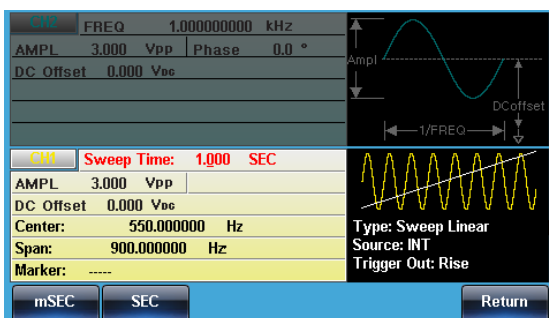 CH2 FREQ 1.000000000 kHz
AMPL 3.000 Vpp Phase 0.0 °
DC Offset 0.000 VDC
Ampl
DCoffset
1/FREQ
CH1 Sweep Time: 1.000 SEC
AMPL 3.000 Vpp
DC Offset 0.000 VDC
Center: 550.000000 Hz
Span: 900.000000 Hz
Marker: -----
Type: Sweep Linear
Source: INT
Trigger Out: Rise
mSEC SEC Return